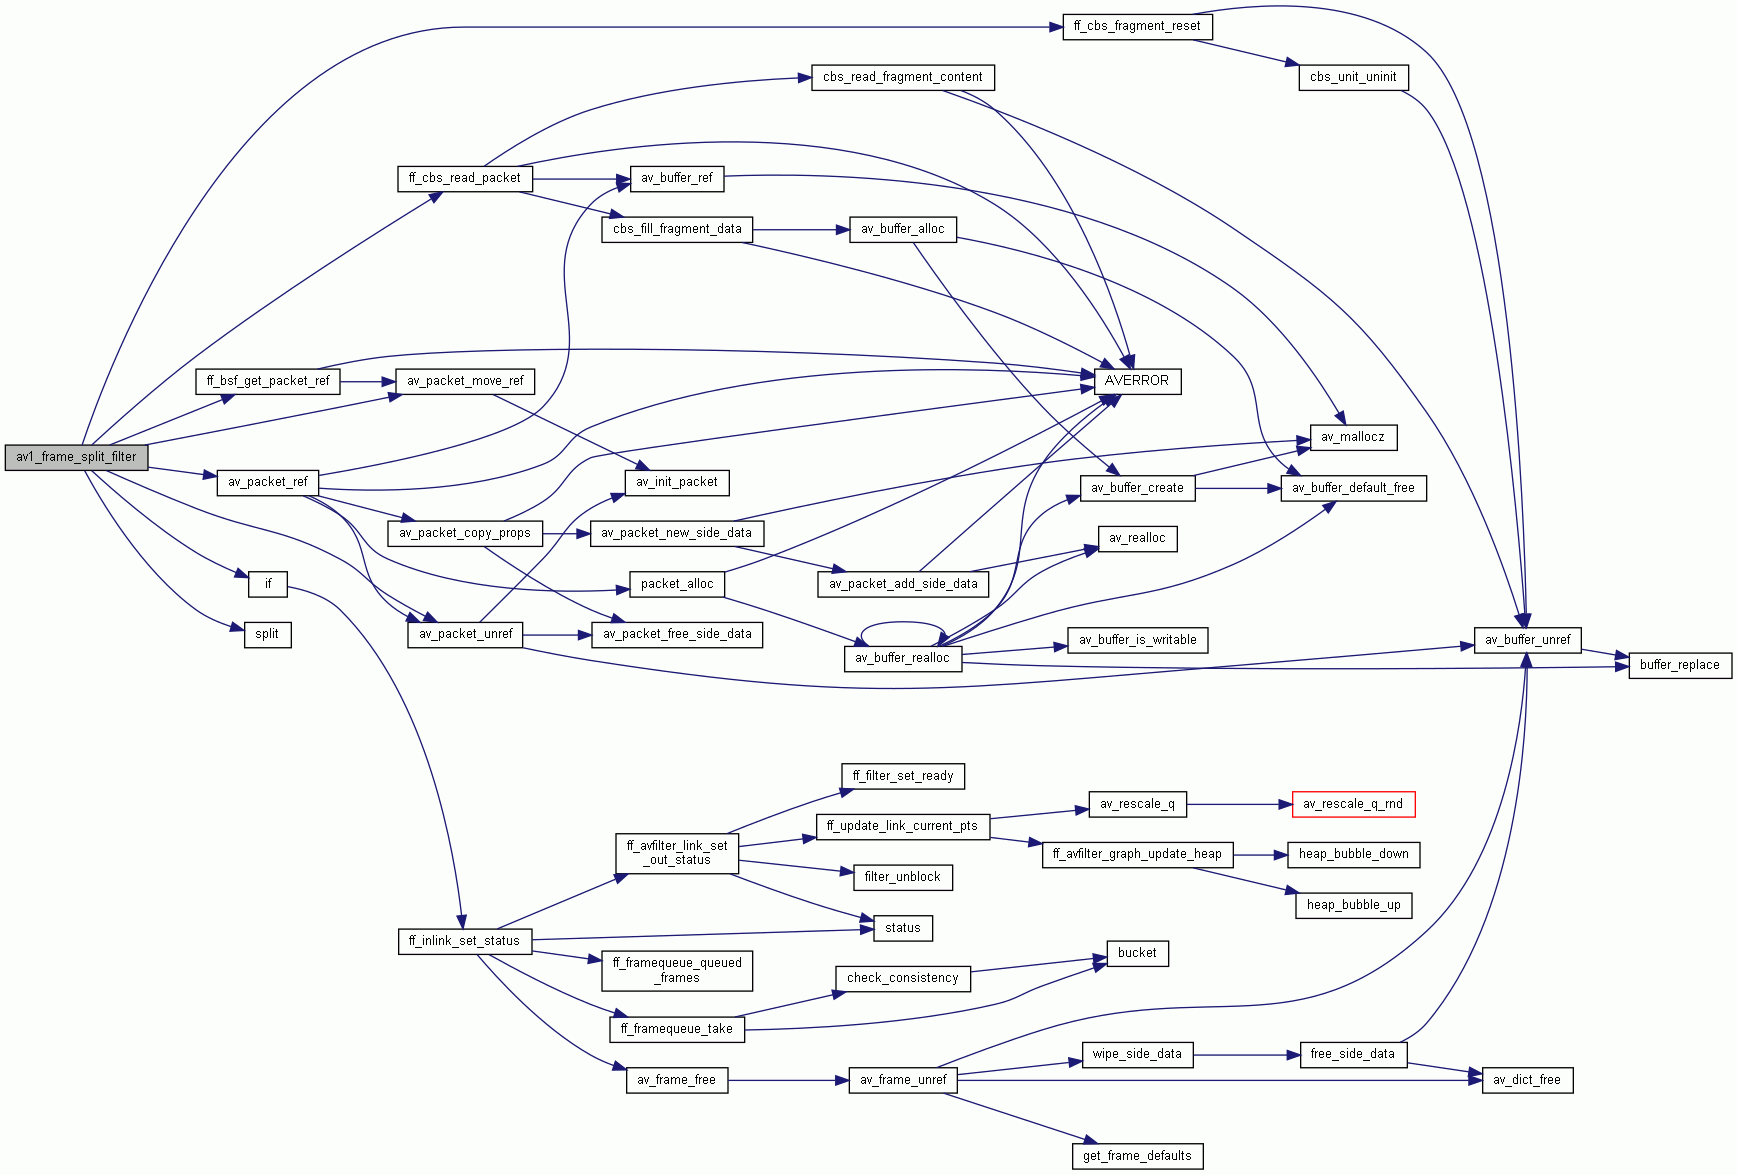 ff_cbs_fragment_reset
cbs_read_fragment_content
cbs_unit_uninit
ff_cbs_read_packet
av_buffer_ref
cbs_fill_fragment_data
av_buffer_alloc
ff_bsf_get_packet_ref
av_packet_move_ref
AVERROR
av_mallocz
av1_frame_split_filter
av_packet_ref
av_init_packet
av_buffer_create
av_buffer_default_free
av_packet_copy_props
av_packet_new_side_data
av_realloc
if
packet_alloc
av_packet_add_side_data
split
av_packet_unref
av_packet_free_side_data
av_buffer_realloc
av_buffer_is_writable
av_buffer_unref
buffer_replace
ff_filter_set_ready
av_rescale_q
av_rescale_q_rnd
ff_update_link_current_pts
ff_avfilter_link_set
_out_status
ff_avfilter_graph_update_heap
heap_bubble_down
filter_unblock
heap_bubble_up
status
ff_inlink_set_status
bucket
ff_framequeue_queued
_frames
check_consistency
ff_framequeue_take
wipe_side_data
free_side_data
av_frame_free
av_frame_unref
av_dict_free
get_frame_defaults